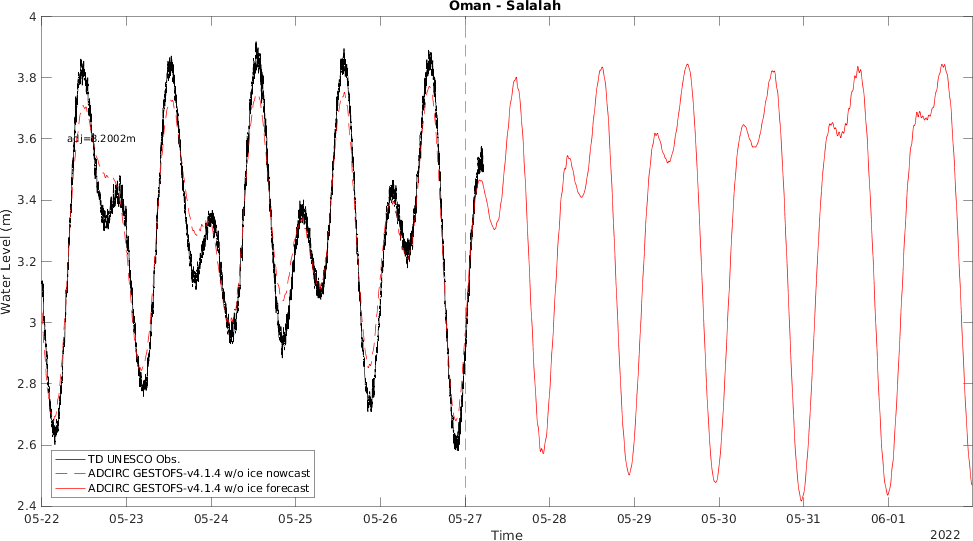 Oman - Salalah
4
3.8
3.6
3.4
3.2
3
2.8
2.6
2.4
Water Level (m)
adj=3.2002m
TD UNESCO Obs.
ADCIRC GESTOFS-v4.1.4 w/o ice nowcast
ADCIRC GESTOFS-v4.1.4 w/o ice forecast
05-22 05-23 05-24 05-25 05-26 05-27 05-28 05-29 05-30 05-31 06-01
Time
2022